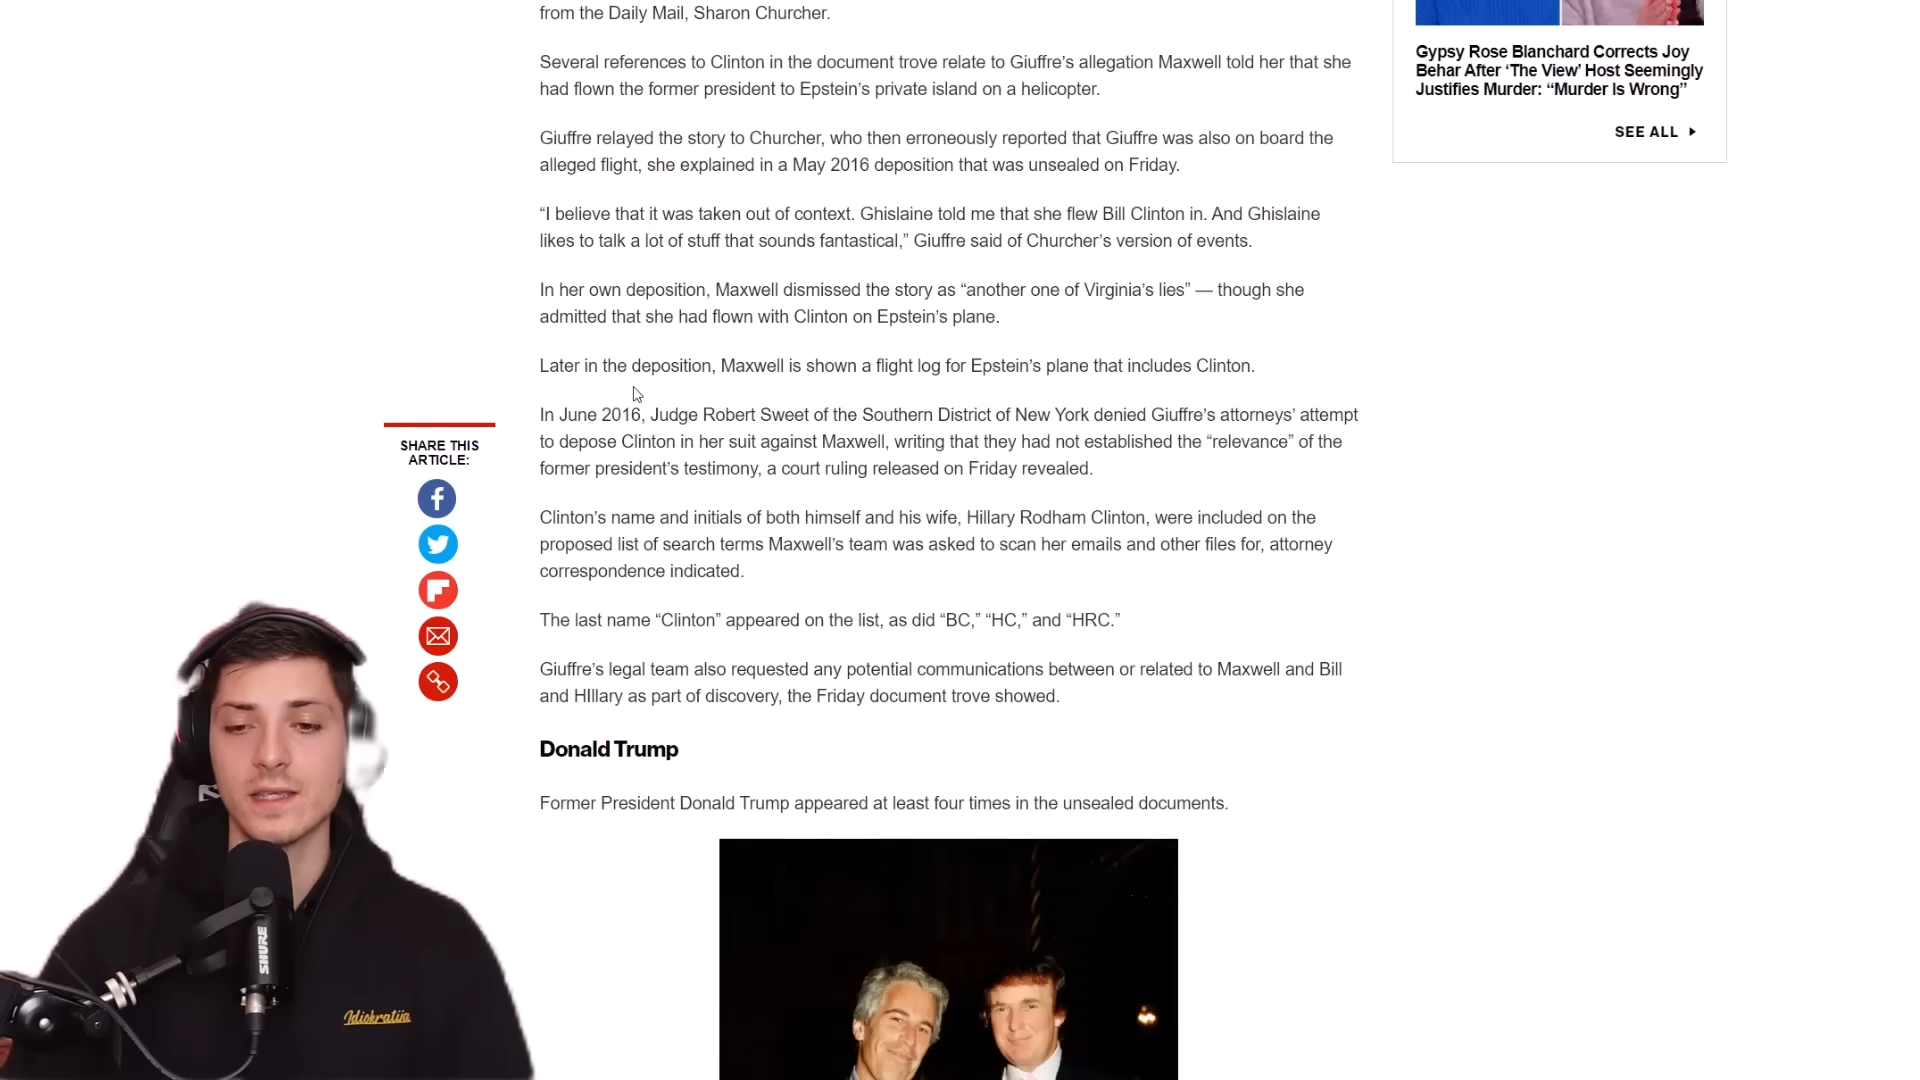 from the Daily Mail, Sharon Churcher.
Several references to Clinton in the document trove relate to Giuffre’s allegation Maxwell told her that she
had flown the former president to Epstein’s private island on a helicopter.
Giuffre relayed the story to Churcher, who then erroneously reported that Giuffre was also on board the
alleged flight, she explained in a May 2016 deposition that was unsealed on Friday.
“I believe that it was taken out of context. Ghislaine told me that she flew Bill Clinton in. And Ghislaine
likes to talk a lot of stuff that sounds fantastical,” Giuffre said of Churcher’s version of events.
In her own deposition, Maxwell dismissed the story as “another one of Virginia’s lies” — though she
admitted that she had flown with Clinton on Epstein’s plane.
Later in the deposition, Maxwell is shown a flight log for Epstein’s plane that includes Clinton.
In June 2016, Judge Robert Sweet of the Southern District of New York denied Giuffre’s attorneys’ attempt
to depose Clinton in her suit against Maxwell, writing that they had not established the “relevance” of the
former president’s testimony, a court ruling released on Friday revealed.
Clinton’s name and initials of both himself and his wife, Hillary Rodham Clinton, were included on the
proposed list of search terms Maxwell’s team was asked to scan her emails and other files for, attorney
correspondence indicated.
The last name “Clinton” appeared on the list, as did “BC,” “HC,” and “HRC.”
Giuffre’s legal team also requested any potential communications between or related to Maxwell and Bill
and HIllary as part of discovery, the Friday document trove showed.
Donald Trump
Former President Donald Trump appeared at least four times in the unsealed documents.
SHARE THIS
ARTICLE:
Gypsy Rose Blanchard Corrects Joy
Behar After ‘The View’ Host Seemingly
Justifies Murder: “Murder Is Wrong”
SEE ALL
SHURE
Idiokratija